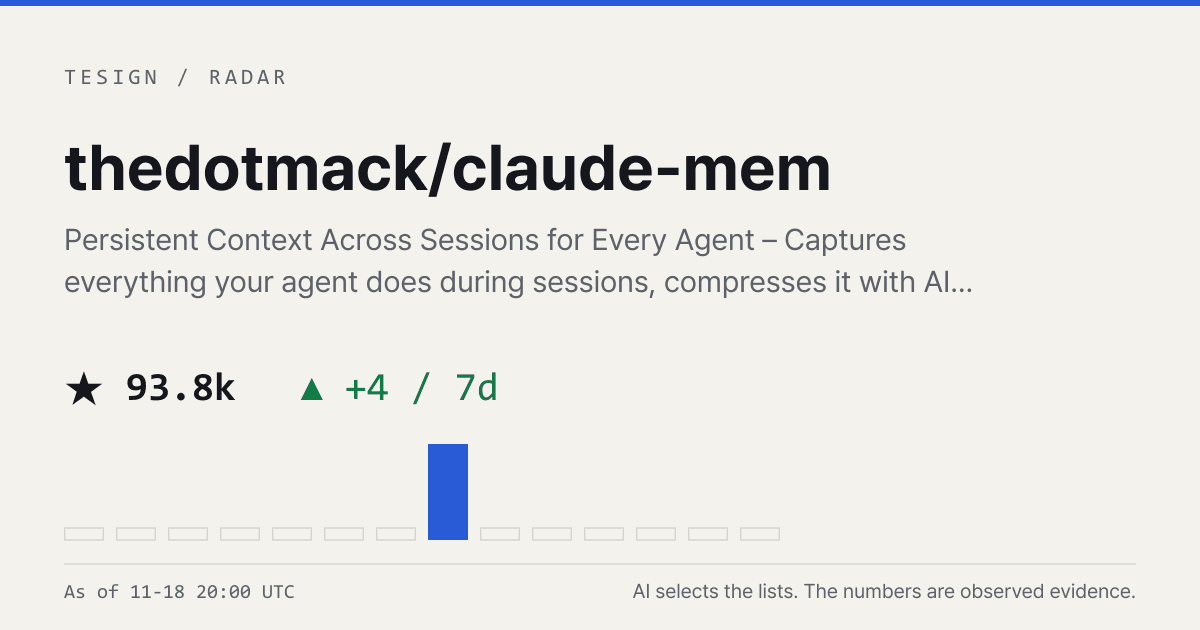 TESIGN / RADAR
thedotmack/claude-mem
Persistent Context Across Sessions for Every Agent – Captures
everything your agent does during sessions, compresses it with AI...
★ 93.8k ▲ +4 / 7d
As of 11-18 20:00 UTC
AI selects the lists. The numbers are observed evidence.